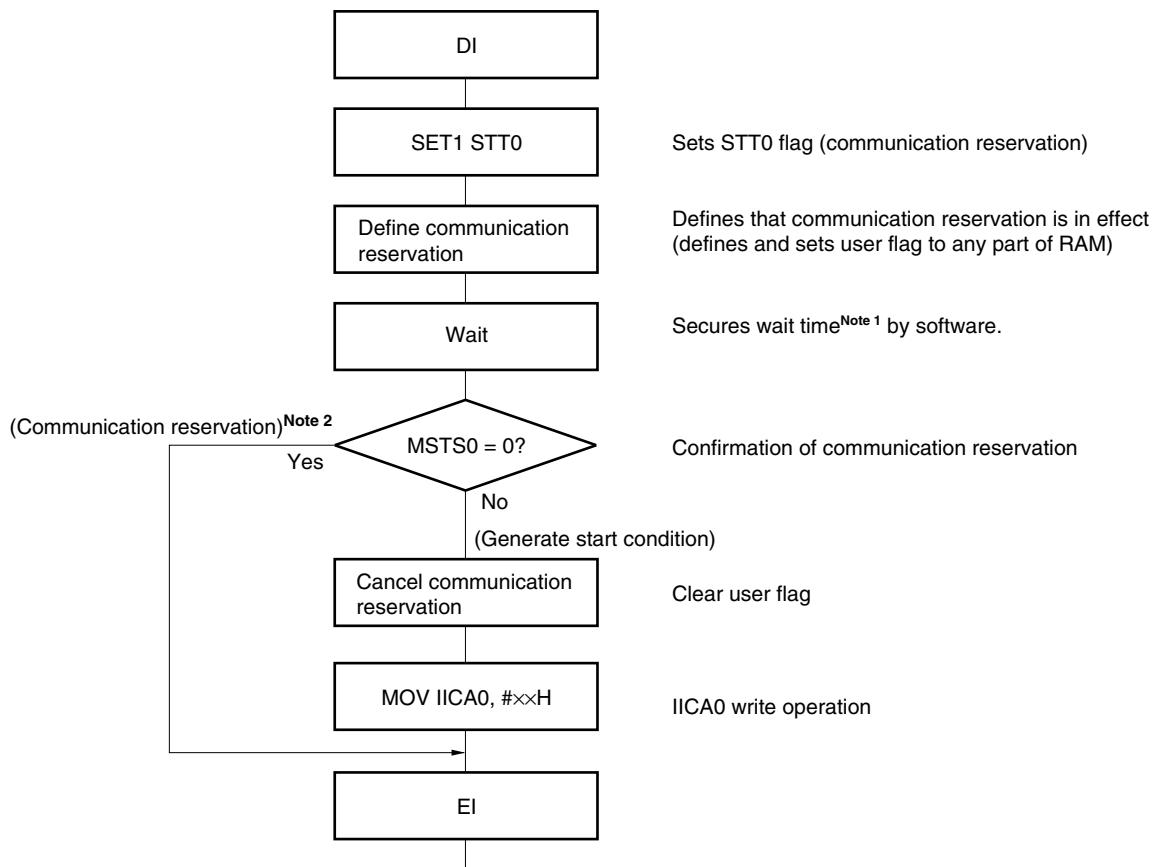 DI
SET1 STT0
Sets STT0 flag (communication reservation)
Define communication
reservation
Defines that communication reservation is in effect
(defines and sets user flag to any part of RAM)
Wait
Secures wait timeNote 1 by software.
(Communication reservation)Note 2
Yes
MSTS0 = 0?
Confirmation of communication reservation
No
(Generate start condition)
Cancel communication
reservation
Clear user flag
MOV IICA0, #××H
IICA0 write operation
EI